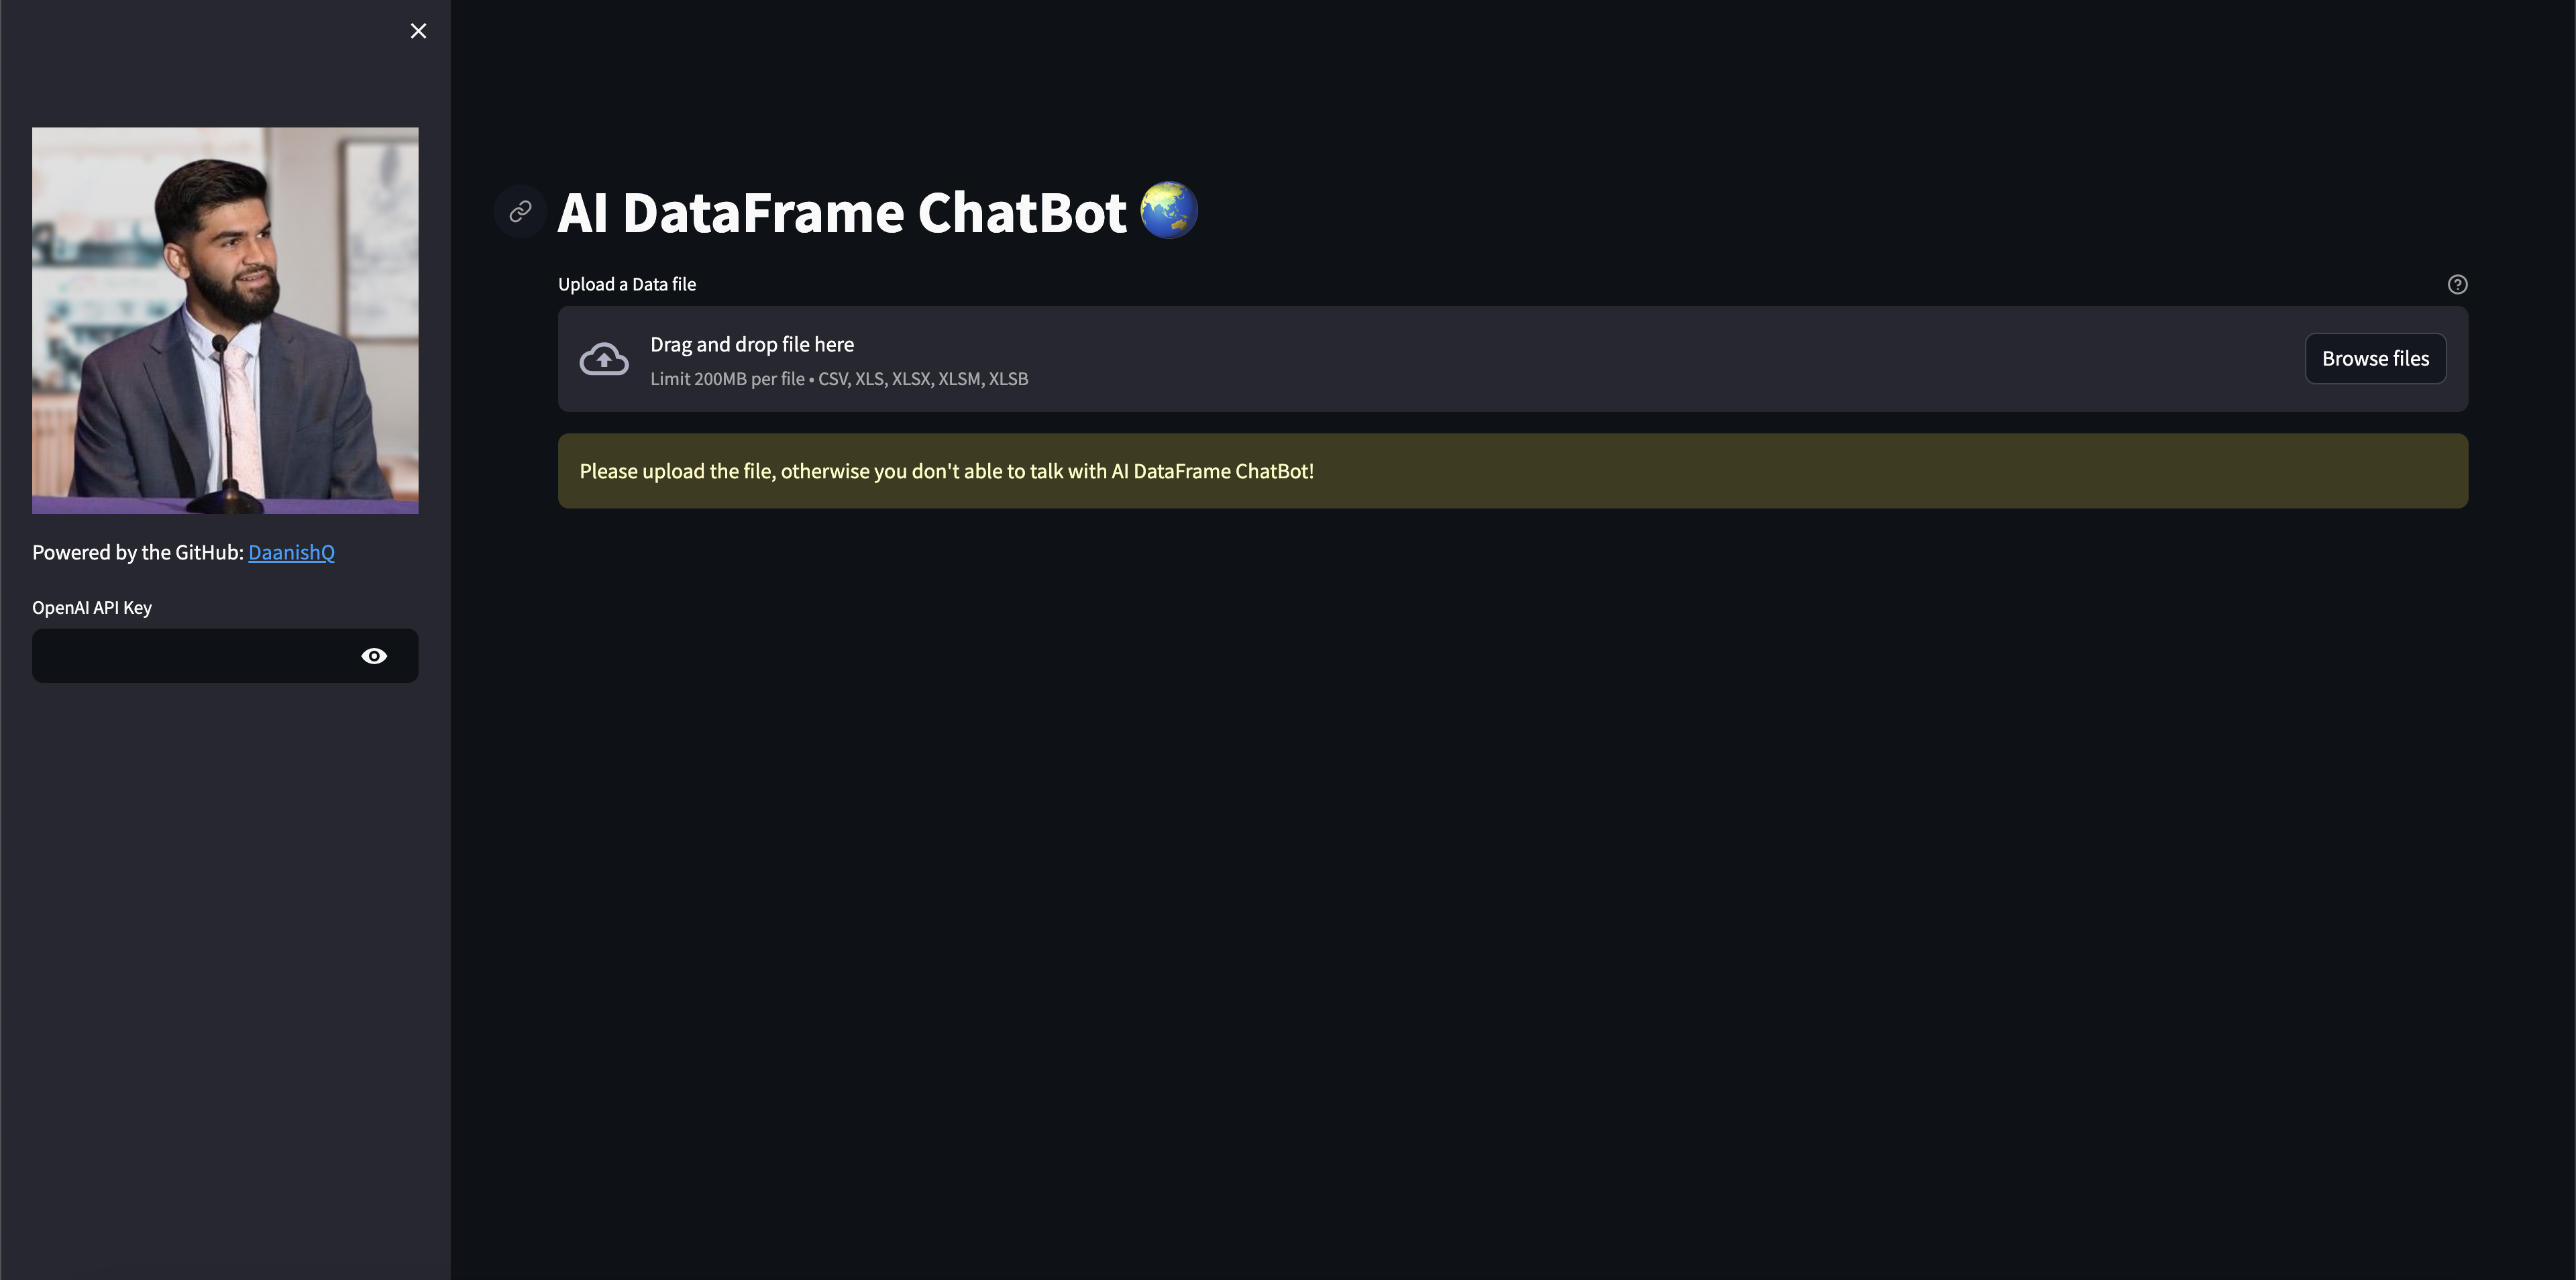 Powered by the GitHub: DaanishQ
OpenAI API Key
AI DataFrame ChatBot
Upload a Data file
Drag and drop file here
Limit 200MB per file • CSV, XLS, XLSX, XLSM, XLSB
Browse files
Please upload the file, otherwise you don't able to talk with AI DataFrame ChatBot!